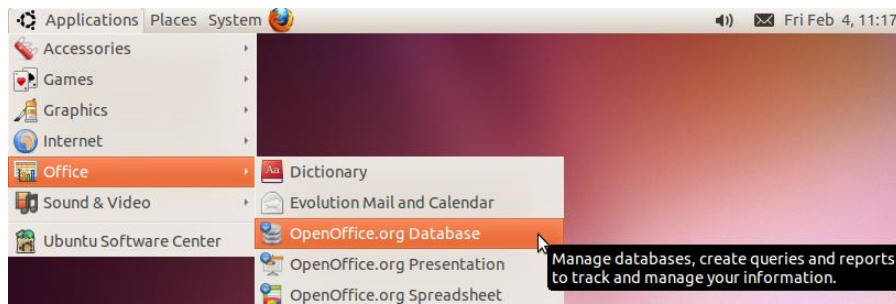 Applications Places System Fri Feb 4, 11:17
Accessories
Games
Graphics
Internet
Office
Sound & Video
Ubuntu Software Center
Aa Dictionary
Evolution Mail and Calendar
OpenOffice.org Database
OpenOffice.org Presentation
OpenOffice.org Spreadsheet
Manage databases, create queries and reports
to track and manage your information.